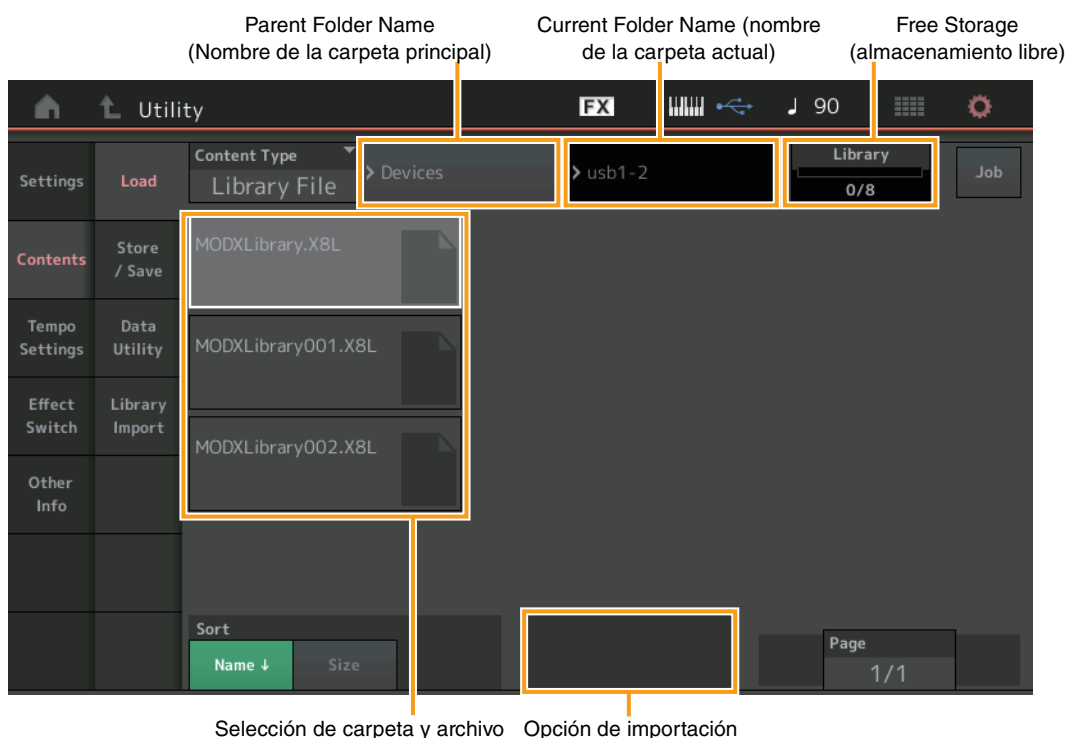 Parent Folder Name
(Nombre de la carpeta principal)
Current Folder Name (nombre
de la carpeta actual)
Free Storage
(almacenamiento libre)
Utility
FX
90
Settings
Load
Content Type
Library File
Devices
usb1-2
Library
0/8
Job
Contents
Store
/ Save
MODXLibrary.X8L
Tempo
Settings
Data
Utility
MODXLibrary001.X8L
Effect
Switch
Library
Import
MODXLibrary002.X8L
Other
Info
Sort
Name ↓
Size
Page
1/1
Selección de carpeta y archivo
Opción de importación